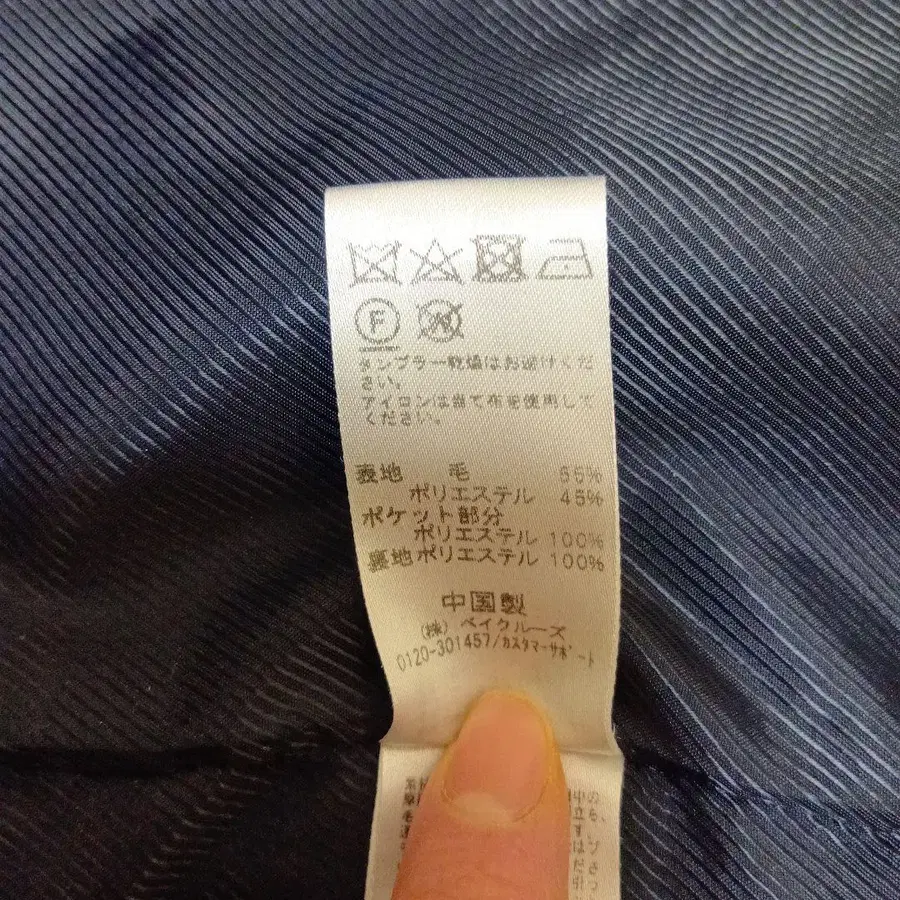 F
W
タンブラー乾燥はお避けくだ
さい。
アイロンは当て布を使用して
ください。
表地 毛 55%
ポリエステル 45%
ポケット部分
ポリエステル 100%
裏地ポリエステル 100%
中国製
(株) ベイクルーズ
0120-301457/カスタマーサポート